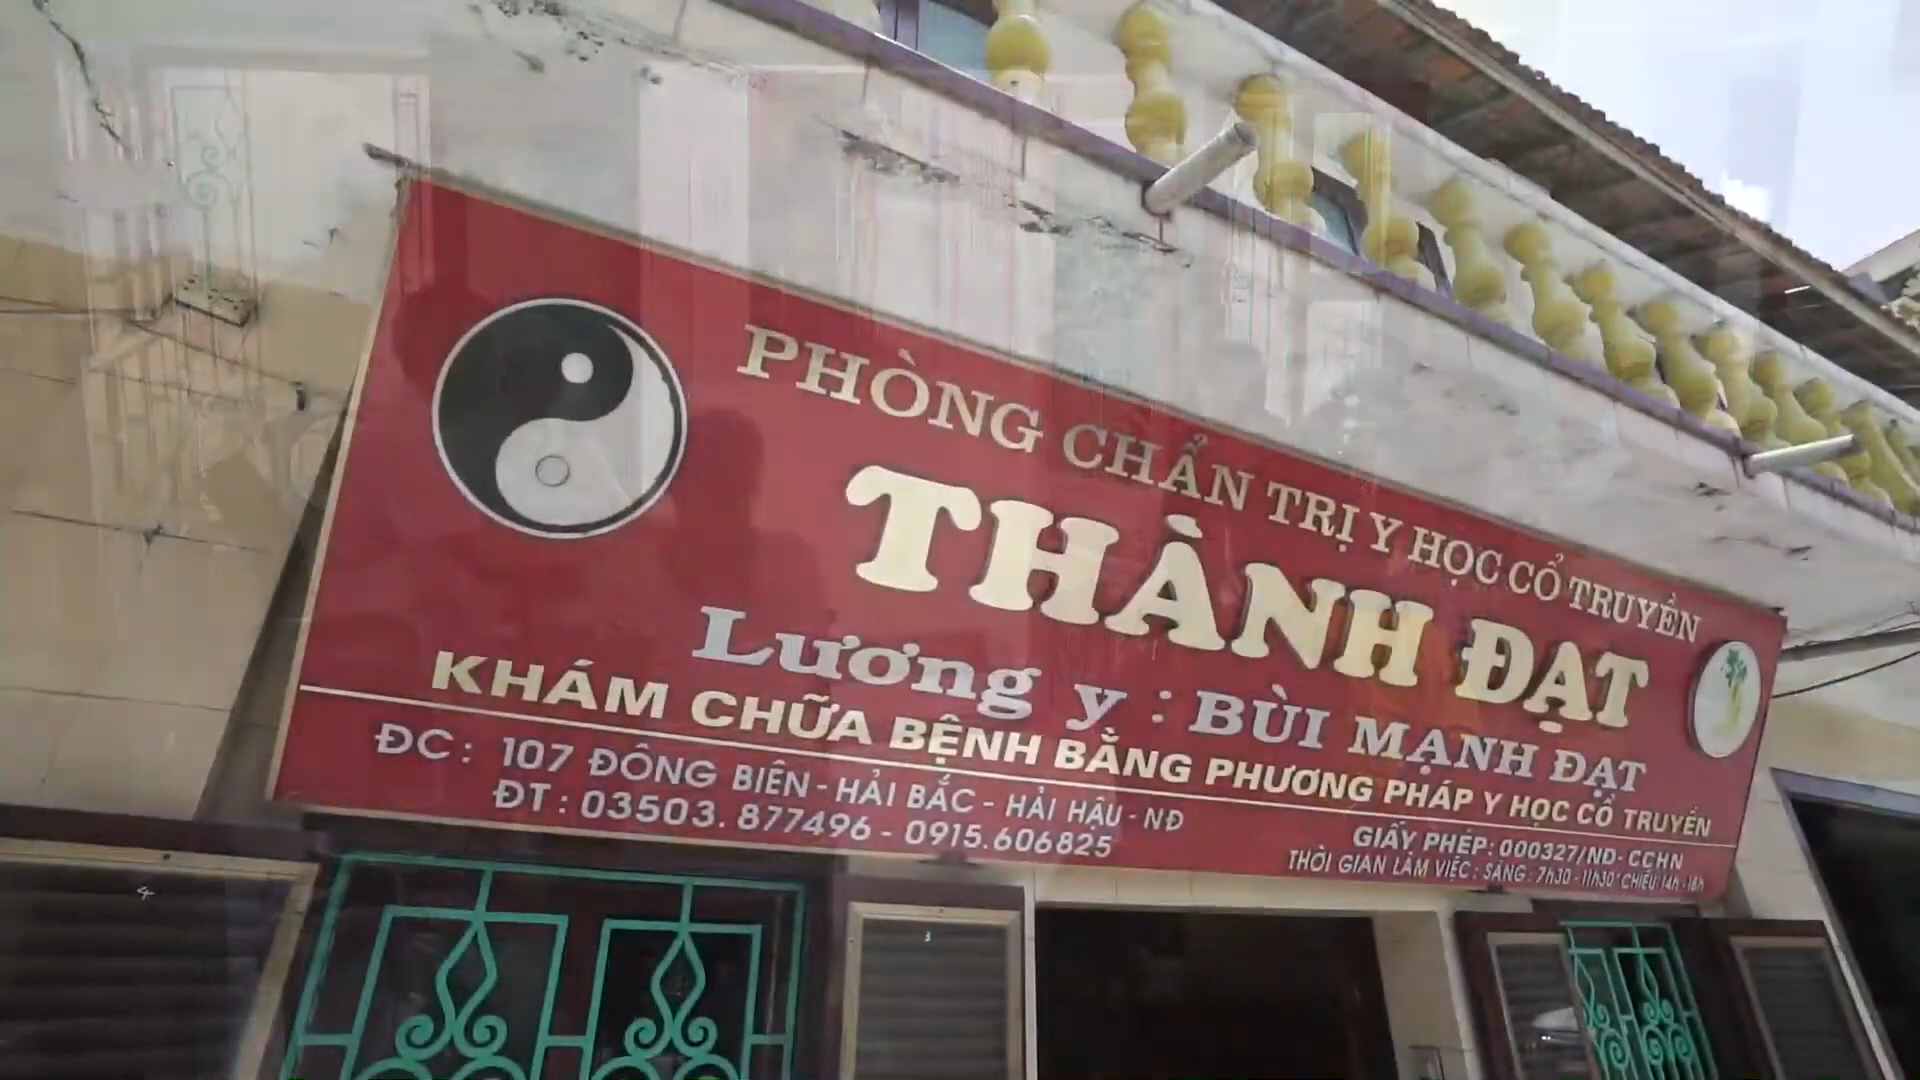 PHÒNG CHẨN TRỊ Y HỌC CỔ TRUYỀN
THÀNH ĐẠT
Lương y : BÙI MẠNH ĐẠT
KHÁM CHỮA BỆNH BẰNG PHƯƠNG PHÁP Y HỌC CỔ TRUYỀN
ĐC : 107 ĐÔNG BIÊN - HẢI BẮC - HẢI HẬU - NĐ
ĐT : 03503. 877496 - 0915.606825
GIẤY PHÉP: 000327/NĐ- CCHN
THỜI GIAN LÀM VIỆC : SÁNG: 7h30 - 11h30' CHIỀU: 14h - 18h
4
3